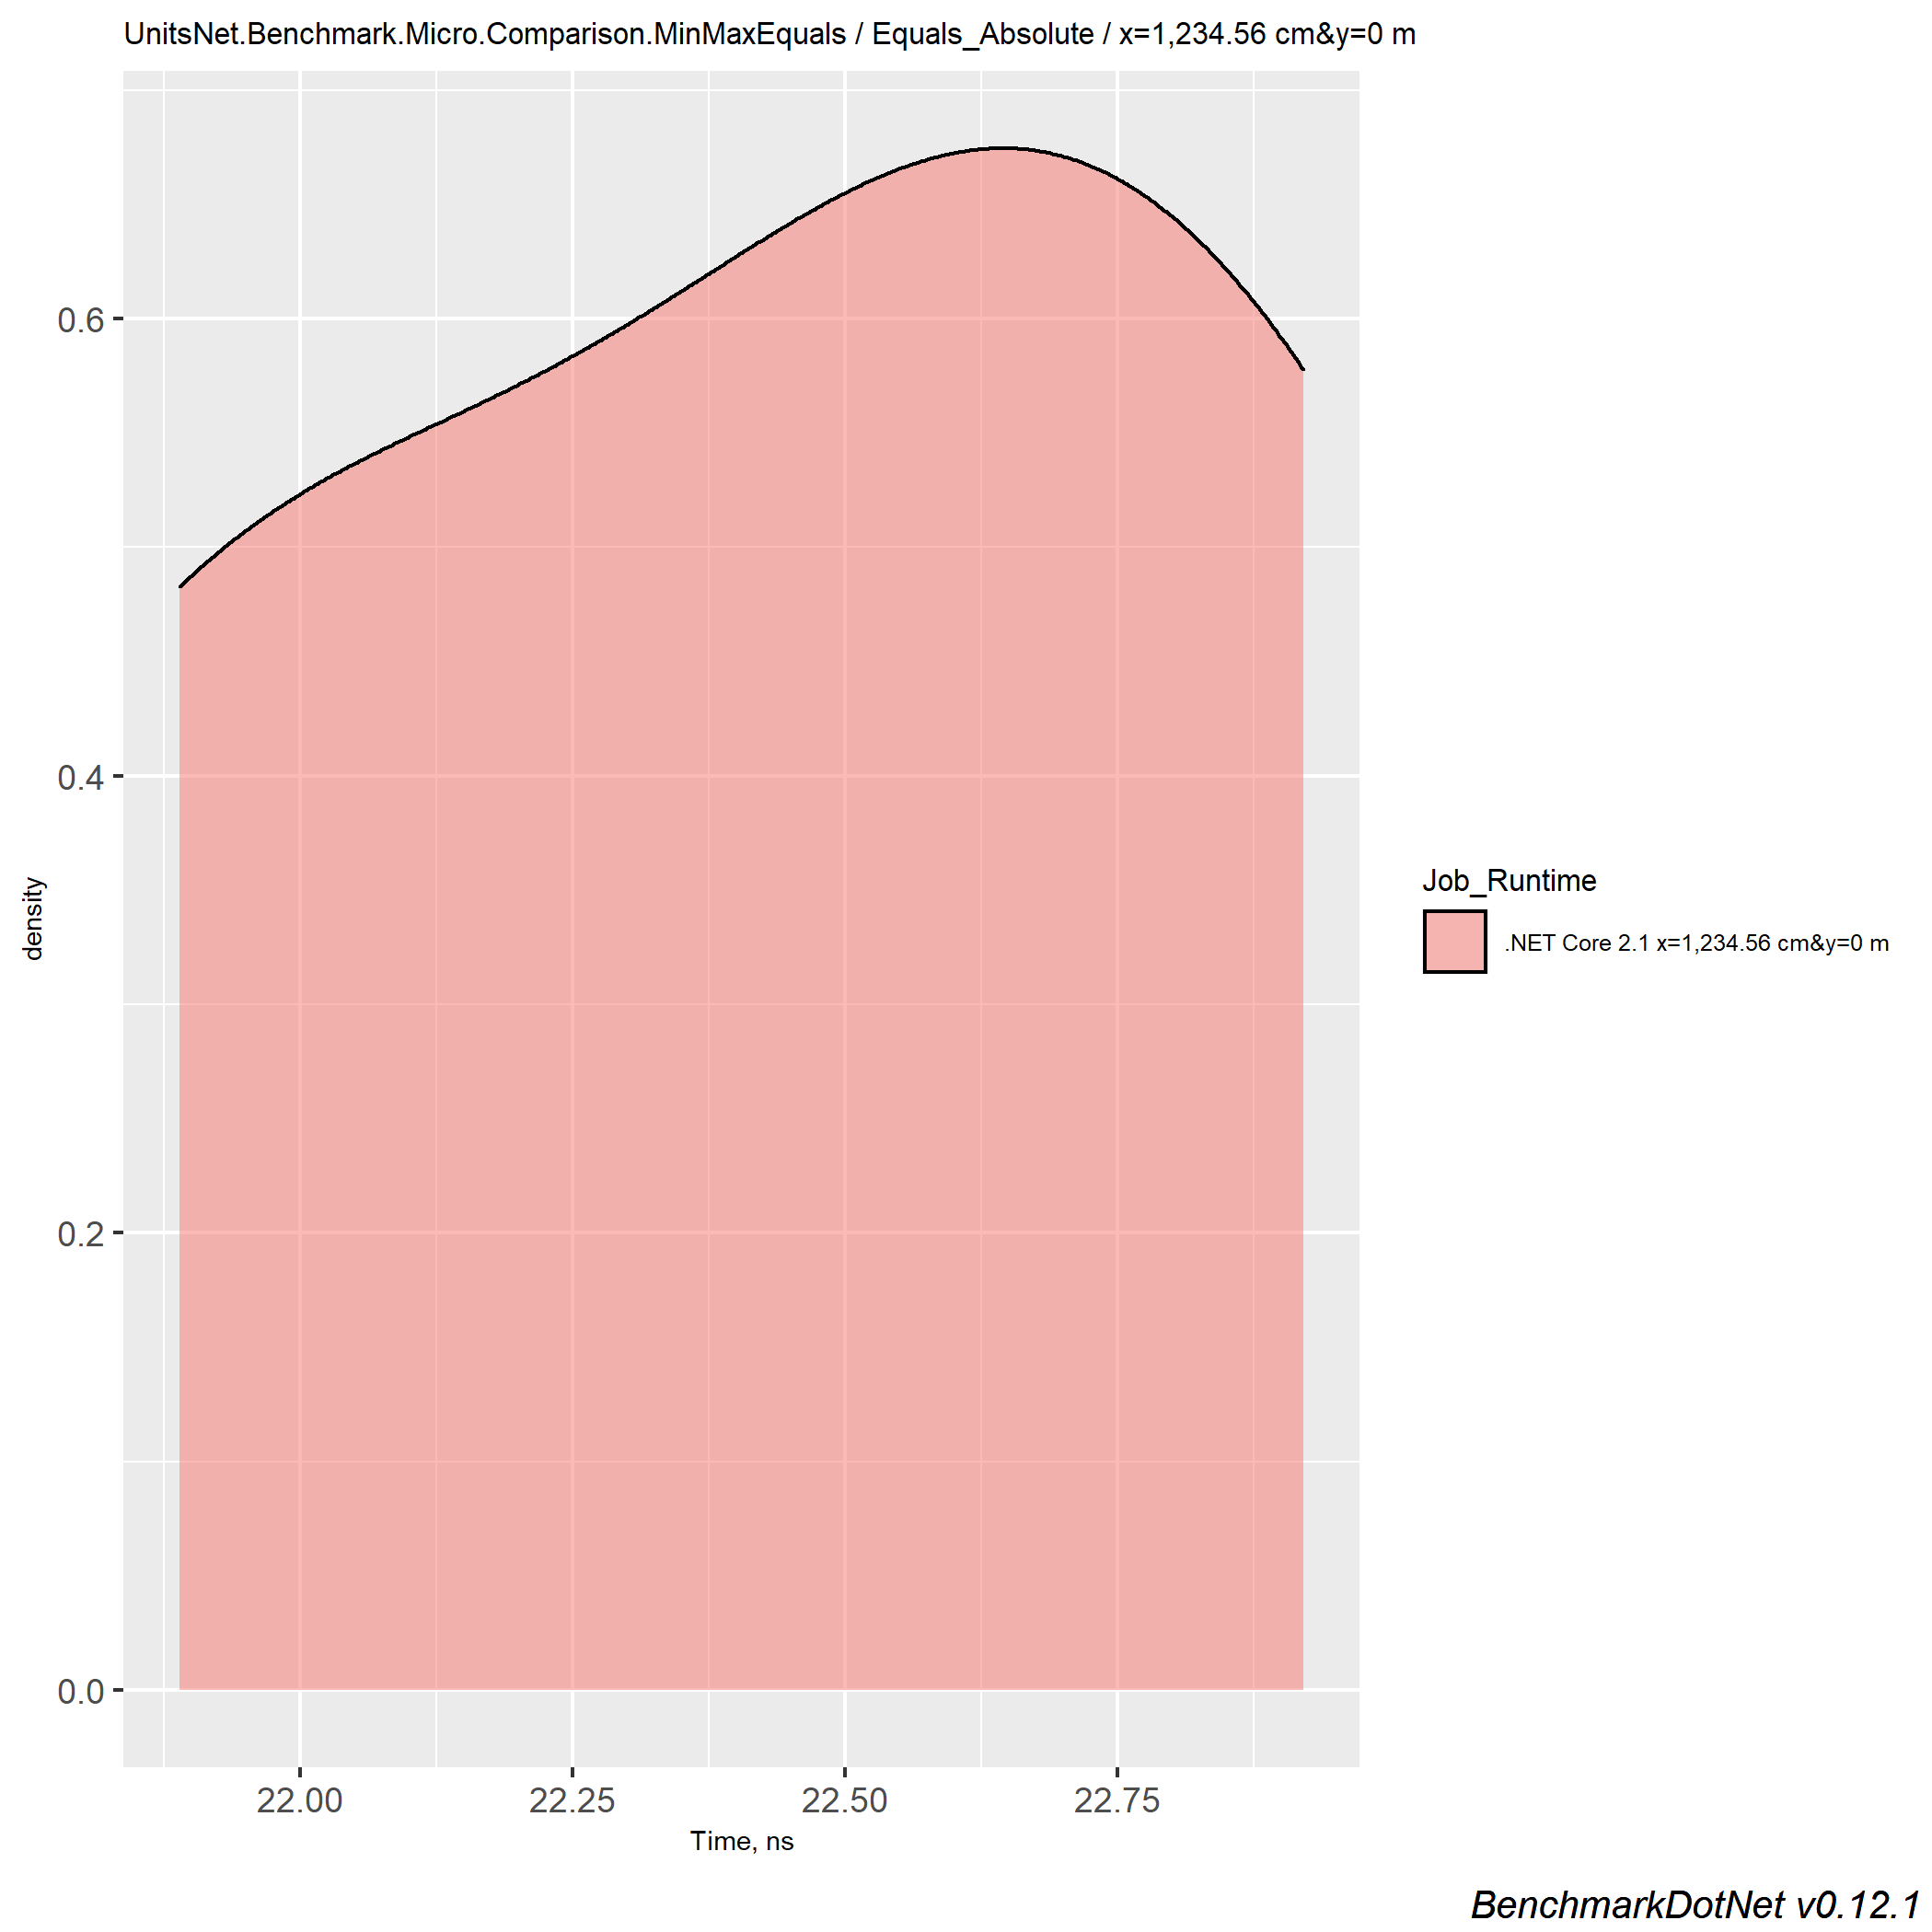 UnitsNet.Benchmark.Micro.Comparison.MinMaxEquals / Equals_Absolute / x=1,234.56 cm&y=0 m
0.6
0.4
0.2
0.0
density
22.00 22.25 22.50 22.75
Time, ns
Job_Runtime
.NET Core 2.1 x=1,234.56 cm&y=0 m
BenchmarkDotNet v0.12.1